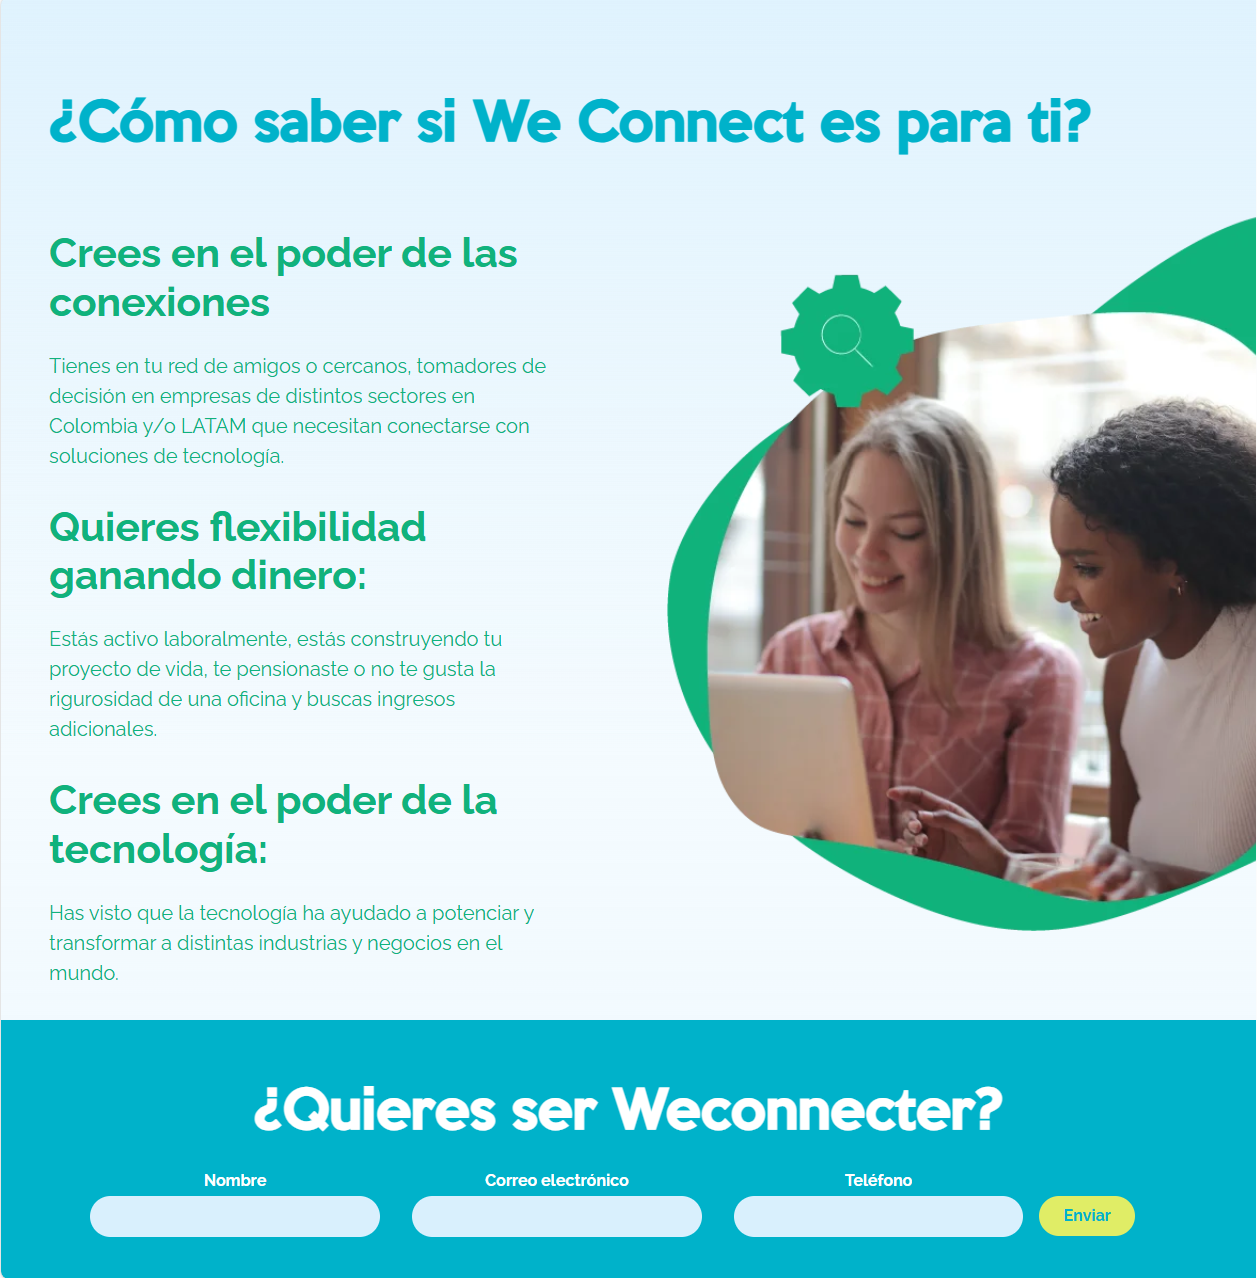 ¿Cómo saber si We Connect es para ti?
Crees en el poder de las
conexiones
Tienes en tu red de amigos o cercanos, tomadores de
decisión en empresas de distintos sectores en
Colombia y/o LATAM que necesitan conectarse con
soluciones de tecnología.
Quieres flexibilidad
ganando dinero:
Estás activo laboralmente, estás construyendo tu
proyecto de vida, te pensionaste o no te gusta la
rigurosidad de una oficina y buscas ingresos
adicionales.
Crees en el poder de la
tecnología:
Has visto que la tecnología ha ayudado a potenciar y
transformar a distintas industrias y negocios en el
mundo.
¿Quieres ser Weconnecter?
Nombre
Correo electrónico
Teléfono
Enviar